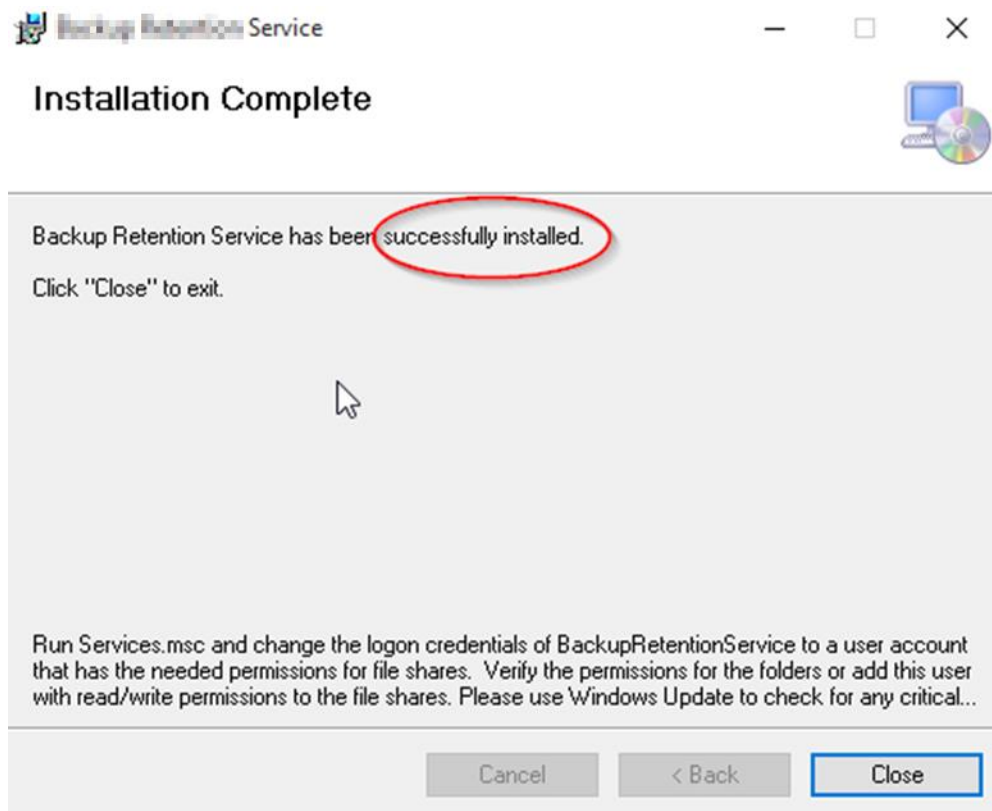 Service
Installation Complete
Backup Retention Service has been successfully installed.
Click "Close" to exit.
Run Services.msc and change the logon credentials of BackupRetentionService to a user account
that has the needed permissions for file shares.  Verify the permissions for the folders or add this user
with read/write permissions to the file shares. Please use Windows Update to check for any critical...
Cancel
< Back
Close